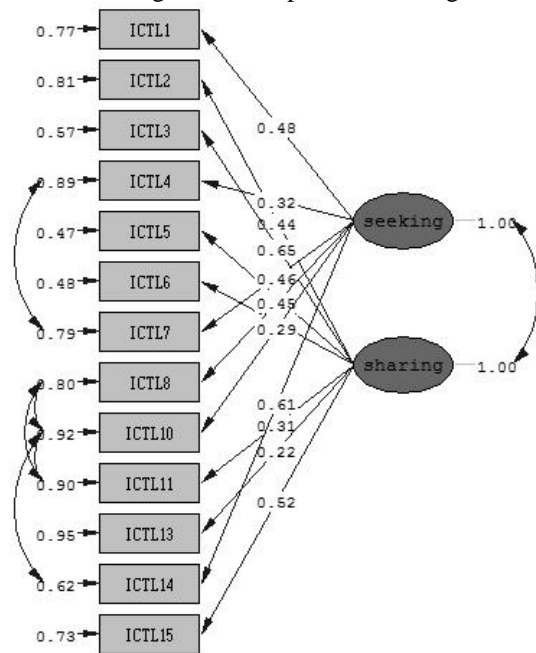 0.77 ICTL1
0.81 ICTL2
0.57 ICTL3 0.48
0.89 ICTL4 0.32
0.44 seeking 1.00
0.47 ICTL5 0.65
0.48 ICTL6 0.46
0.45
0.79 ICTL7 0.29
sharing 1.00
0.80 ICTL8
0.61
0.92 ICTL10 0.31
0.22
0.90 ICTL11
0.52
0.95 ICTL13
0.62 ICTL14
0.73 ICTL15